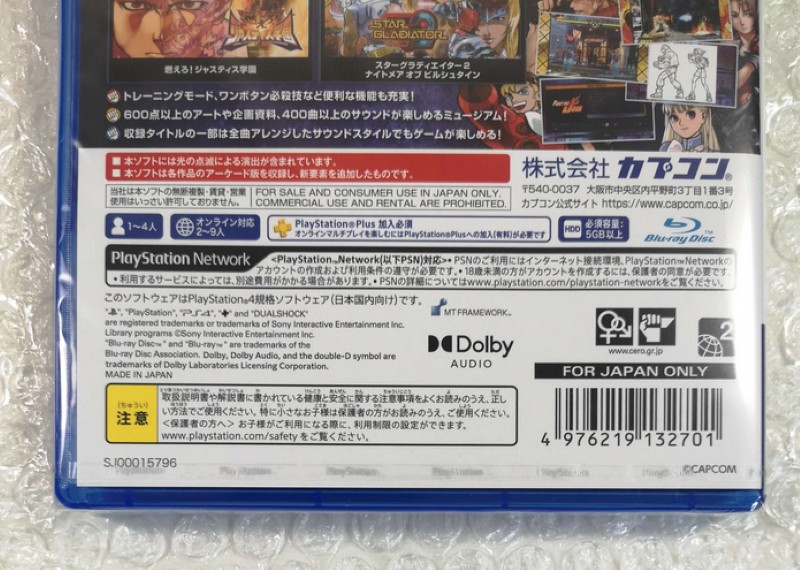 STAR GLADIATOR
燃えろ!ジャスティス学園
スターグラディエイター2
ナイトメア オブ ビルシュタイン
トレーニングモード、ワンボタン必殺技など便利な機能も充実!
600点以上のアートや企画資料、400曲以上のサウンドが楽しめるミュージアム!
収録タイトルの一部は全曲アレンジしたサウンドスタイルでもゲームが楽しめる!
■本ソフトには光の点滅による演出が含まれています。
■本ソフトは各作品のアーケード版を収録し、新要素を追加したものです。
株式会社 カプコン®
〒540-0037 大阪市中央区内平野町3丁目1番3号
カプコン公式サイト https://www.capcom.co.jp/
当社は本ソフトの無断複製・賃貸・営業
使用はいっさい許可しておりません。
FOR SALE AND CONSUMER USE IN JAPAN ONLY.
COMMERCIAL USE AND RENTAL ARE PROHIBITED.
1~4人
オンライン対応
2~9人
PlayStation®Plus 加入必須
オンラインマルチプレイを楽しむにはPlayStation®Plusへの加入(有料)が必要です
HDD
必須容量:
5GB以上
Blu-ray Disc™
PlayStation Network
<PlayStation™Network(以下PSN)対応>• PSNのご利用にはインターネット接続環境、PlayStation™Network
アカウントの作成および利用条件の遵守が必要です。• 18歳未満の方がアカウントを作成するには、保護者の同意が必要です。
• 利用するサービスによっては、別途費用がかかる場合があります。• PSNの詳細についてはwww.playstation.com/playstation-networkをご覧ください。
このソフトウェアはPlayStation®4規格ソフトウェア(日本国内向け)です。
"PlayStation", "PS4", and "DUALSHOCK"
are registered trademarks or trademarks of Sony Interactive Entertainment Inc.
Library programs ©Sony Interactive Entertainment Inc.
"Blu-ray Disc™" and "Blu-ray™" are trademarks of the
Blu-ray Disc Association. Dolby, Dolby Audio, and the double-D symbol are
trademarks of Dolby Laboratories Licensing Corporation.
MADE IN JAPAN
MT FRAMEWORK™
Dolby
AUDIO
www.cero.gr.jp
2
FOR JAPAN ONLY
注意
取扱説明書や解説書に書かれている健康と安全に関する注意事項をよくお読みのうえ、正し
い方法でご使用ください。特に小さなお子様は保護者の方がお読みのうえ、ご使用ください。
<保護者の方へ> お子様がご利用になる際に、利用制限の設定ができます。
www.playstation.com/safety をご覧ください。
4 976219 132701
SJ00015796
©CAPCOM